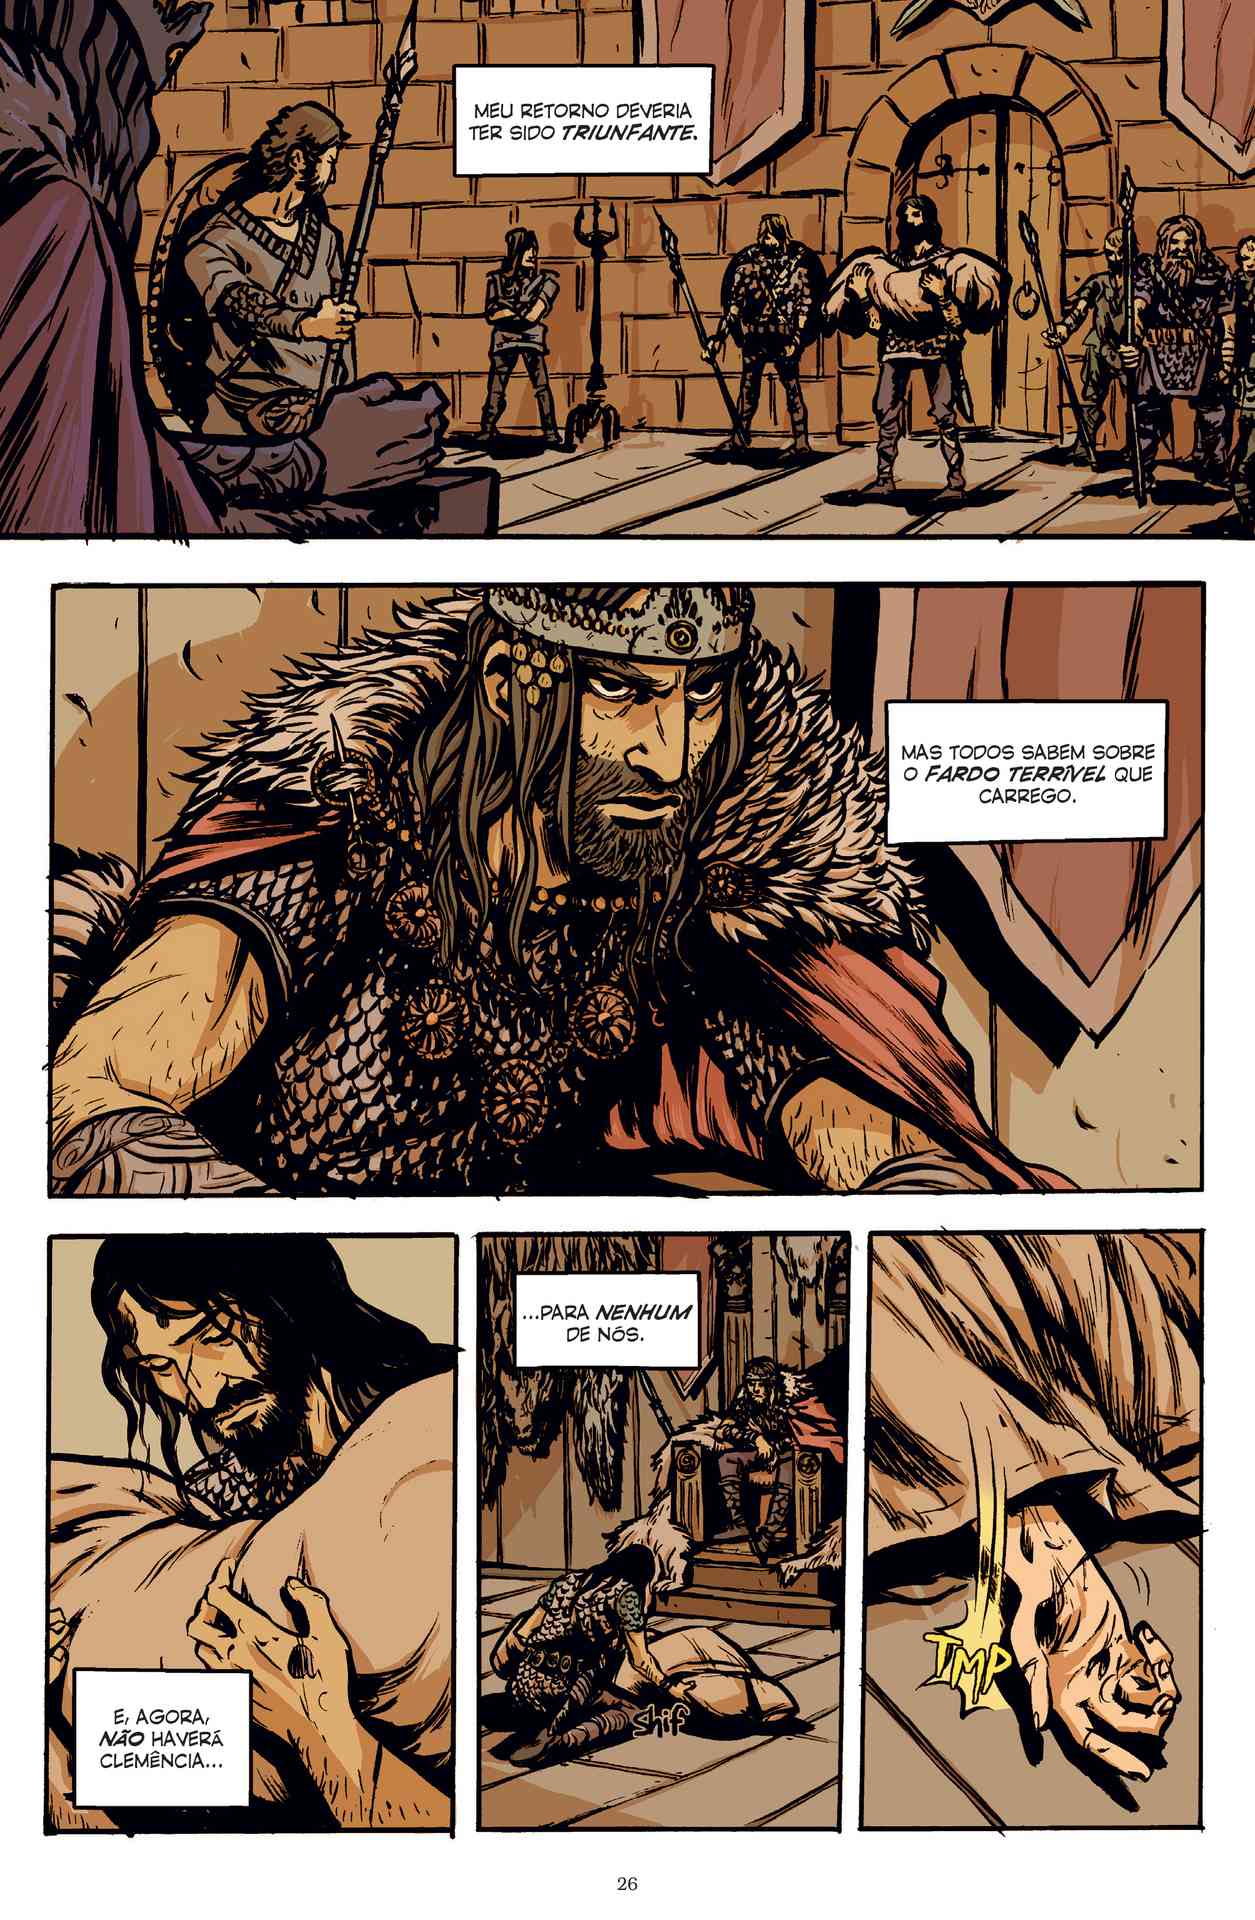 MEU RETORNO DEVERIA
TER SIDO TRIUNFANTE.
MAS TODOS SABEM SOBRE
O FARDO TERRÍVEL QUE
CARREGO.
E, AGORA,
NÃO HAVERÁ
CLEMÊNCIA...
...PARA NENHUM
DE NÓS.
Shif
TMP
26